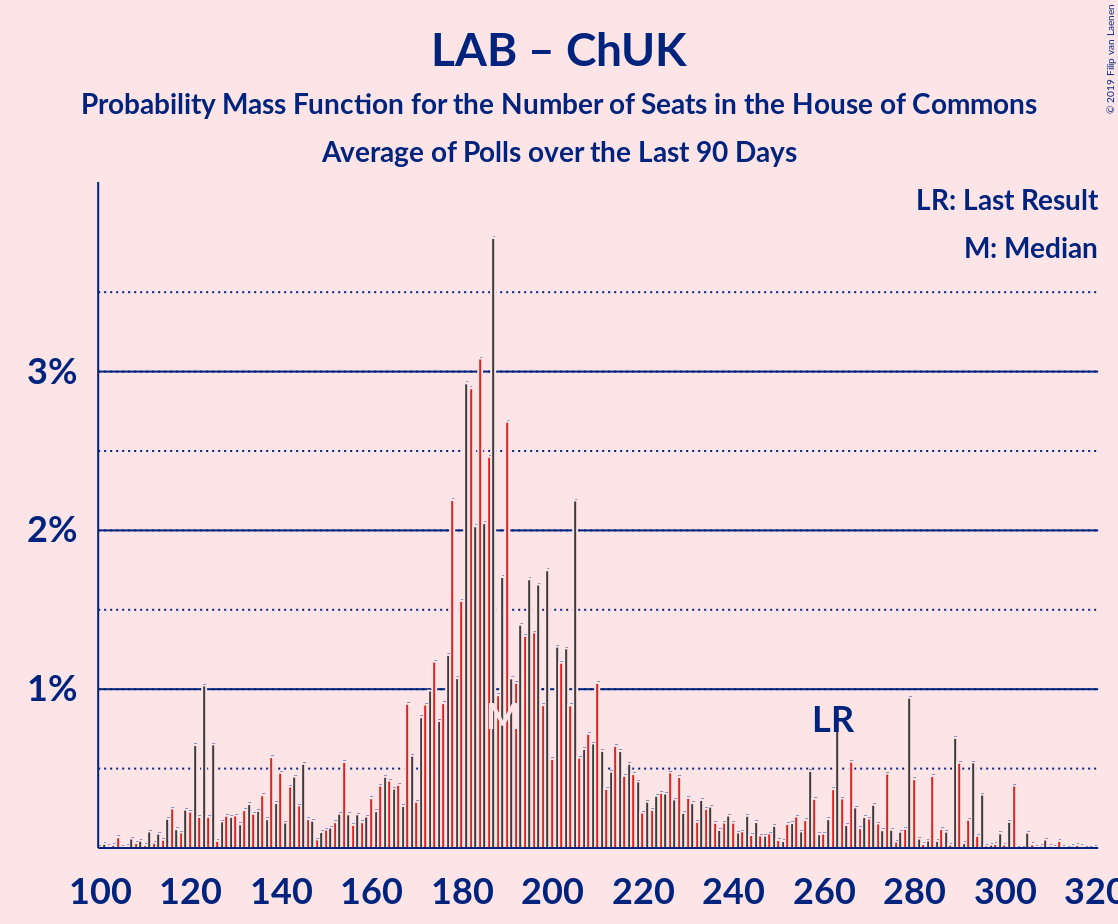 LAB – ChUK
Probability Mass Function for the Number of Seats in the House of Commons
Average of Polls over the Last 90 Days
© 2019 Filip van Laenen
LR: Last Result
M: Median
3%
2%
1%
M
LR
100 120 140 160 180 200 220 240 260 280 300 320